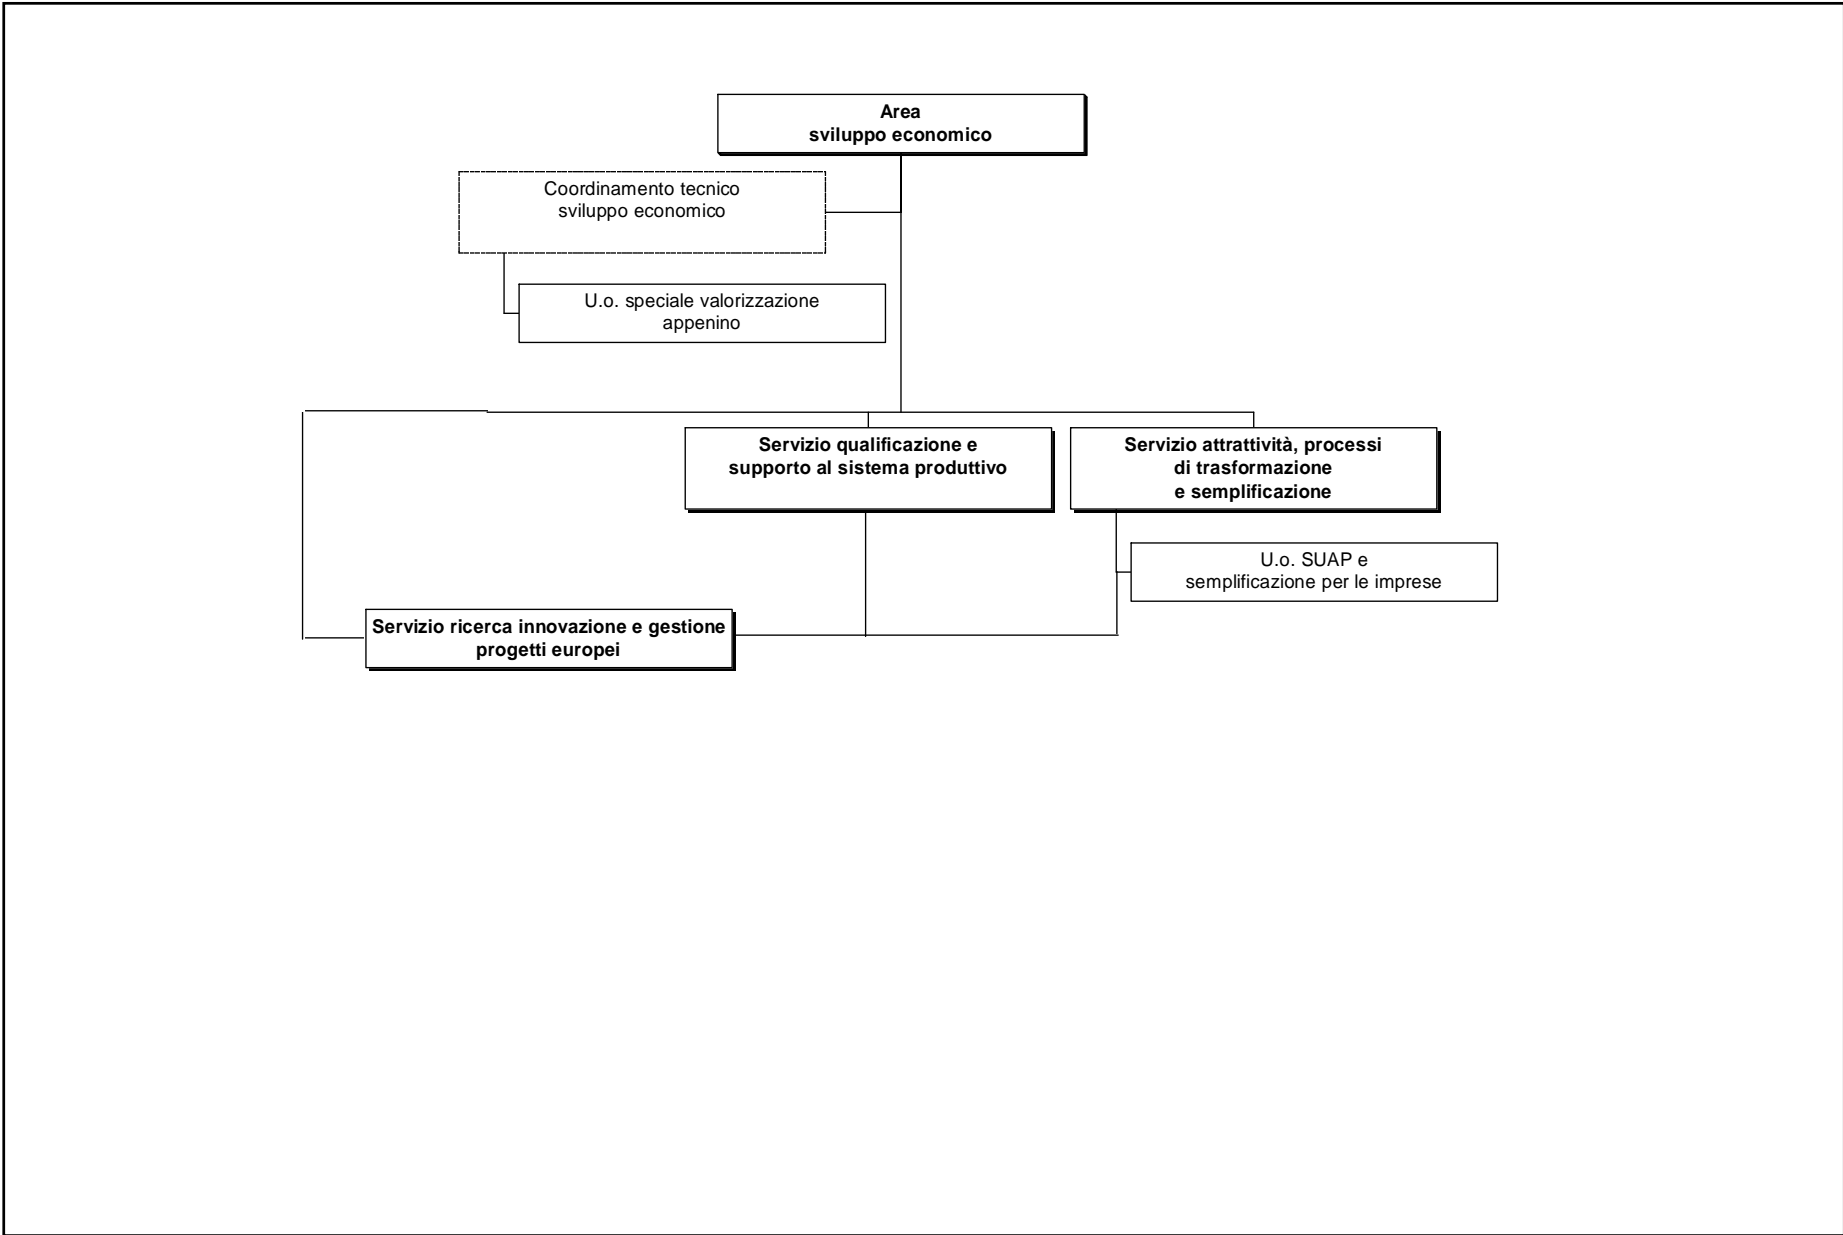 Area
sviluppo economico
Coordinamento tecnico
sviluppo economico
U.o. speciale valorizzazione
appenino
Servizio qualificazione e
supporto al sistema produttivo
Servizio attrattività, processi
di trasformazione
e semplificazione
U.o. SUAP e
semplificazione per le imprese
Servizio ricerca innovazione e gestione
progetti europei